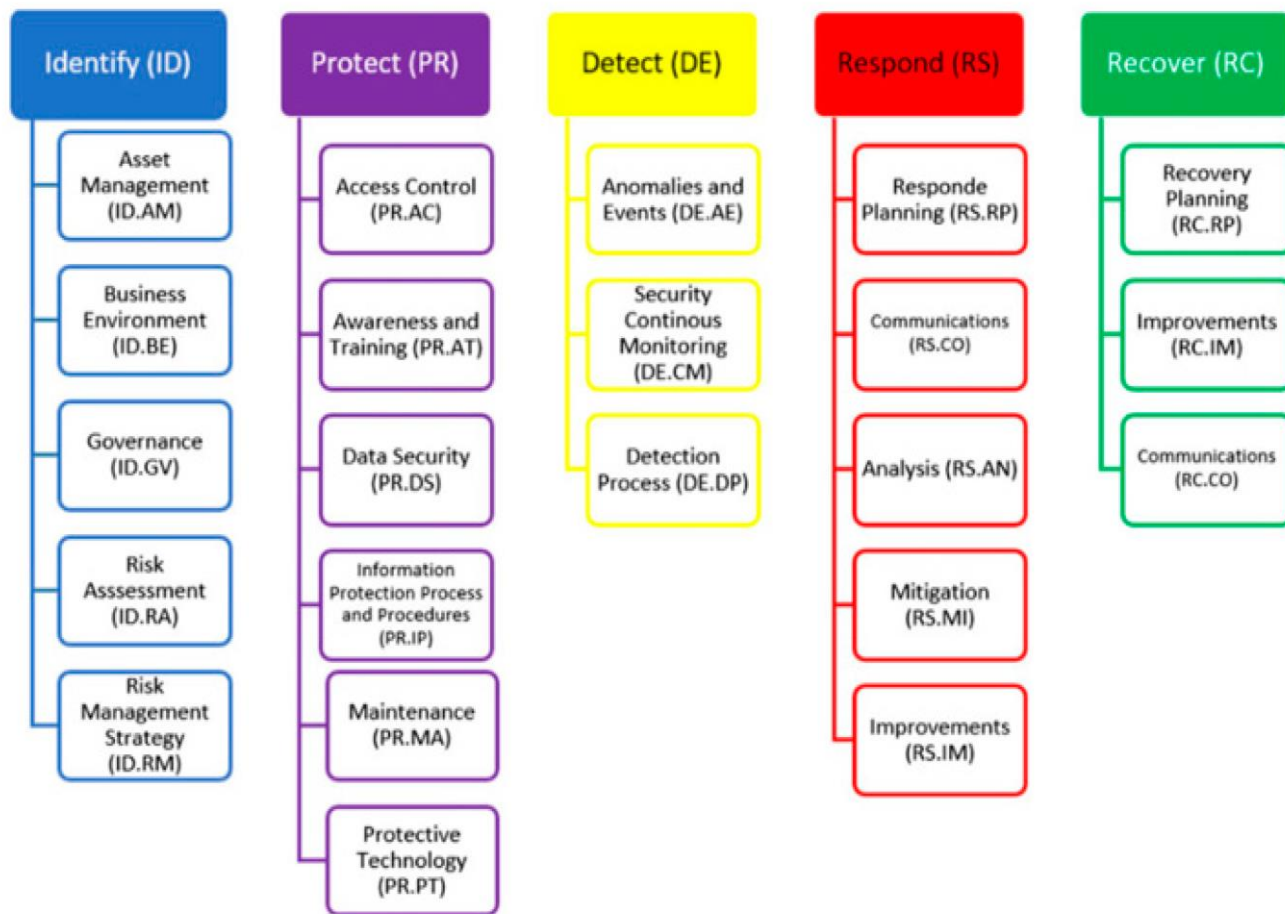 Identify (ID)
Asset
Management
(ID.AM)
Business
Environment
(ID.BE)
Governance
(ID.GV)
Risk
Asssessment
(ID.RA)
Risk
Management
Strategy
(ID.RM)
Protect (PR)
Access Control
(PR.AC)
Awareness and
Training (PR.AT)
Data Security
(PR.DS)
Information
Protection Process
and Procedures
(PR.IP)
Maintenance
(PR.MA)
Protective
Technology
(PR.PT)
Detect (DE)
Anomalies and
Events (DE.AE)
Security
Continous
Monitoring
(DE.CM)
Detection
Process (DE.DP)
Respond (RS)
Responde
Planning (RS.RP)
Communications
(RS.CO)
Analysis (RS.AN)
Mitigation
(RS.MI)
Improvements
(RS.IM)
Recover (RC)
Recovery
Planning
(RC.RP)
Improvements
(RC.IM)
Communications
(RC.CO)